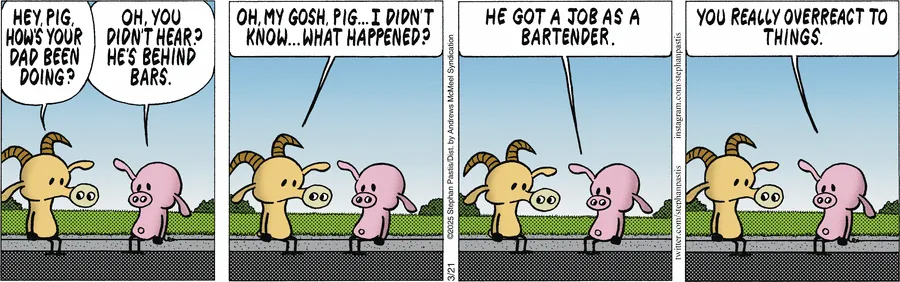 HEY, PIG,
HOW'S YOUR
DAD BEEN
DOING?
OH, YOU
DIDN'T HEAR?
HE'S BEHIND
BARS.
OH, MY GOSH, PIG...I DIDN'T
KNOW...WHAT HAPPENED?
©2025 Stephan Pastis/Dist. by Andrews McMeel Syndication
3/21
HE GOT A JOB AS A
BARTENDER.
twitter.com/stephanpastis
instagram.com/stephanpastis
YOU REALLY OVERREACT TO
THINGS.